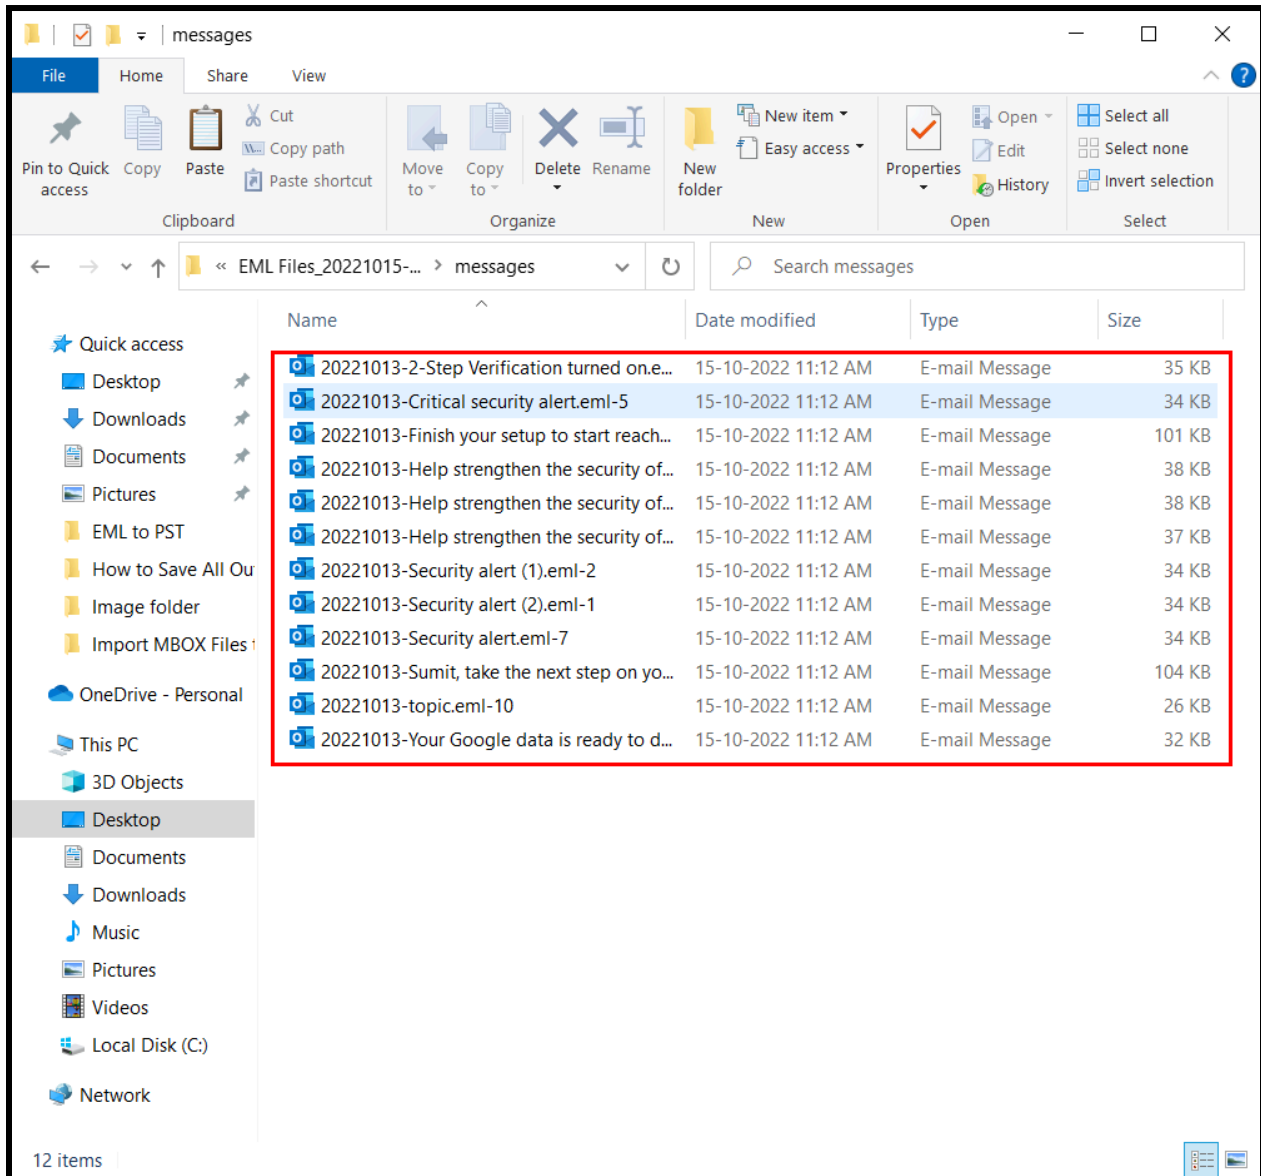 messages
File Home Share View
Pin to Quick access
Copy
Paste
Cut
Copy path
Paste shortcut
Clipboard
Move to
Copy to
Delete
Rename
Organize
New folder
New item
Easy access
New
Properties
Open
Edit
History
Open
Select all
Select none
Invert selection
Select
« EML Files_20221015-... > messages
Search messages
Name Date modified Type Size
20221013-2-Step Verification turned on.e... 15-10-2022 11:12 AM E-mail Message 35 KB
20221013-Critical security alert.eml-5 15-10-2022 11:12 AM E-mail Message 34 KB
20221013-Finish your setup to start reach... 15-10-2022 11:12 AM E-mail Message 101 KB
20221013-Help strengthen the security of... 15-10-2022 11:12 AM E-mail Message 38 KB
20221013-Help strengthen the security of... 15-10-2022 11:12 AM E-mail Message 38 KB
20221013-Help strengthen the security of... 15-10-2022 11:12 AM E-mail Message 37 KB
20221013-Security alert (1).eml-2 15-10-2022 11:12 AM E-mail Message 34 KB
20221013-Security alert (2).eml-1 15-10-2022 11:12 AM E-mail Message 34 KB
20221013-Security alert.eml-7 15-10-2022 11:12 AM E-mail Message 34 KB
20221013-Sumit, take the next step on yo... 15-10-2022 11:12 AM E-mail Message 104 KB
20221013-topic.eml-10 15-10-2022 11:12 AM E-mail Message 26 KB
20221013-Your Google data is ready to d... 15-10-2022 11:12 AM E-mail Message 32 KB
Quick access
Desktop
Downloads
Documents
Pictures
EML to PST
How to Save All Ou
Image folder
Import MBOX Files
OneDrive - Personal
This PC
3D Objects
Desktop
Documents
Downloads
Music
Pictures
Videos
Local Disk (C:)
Network
12 items